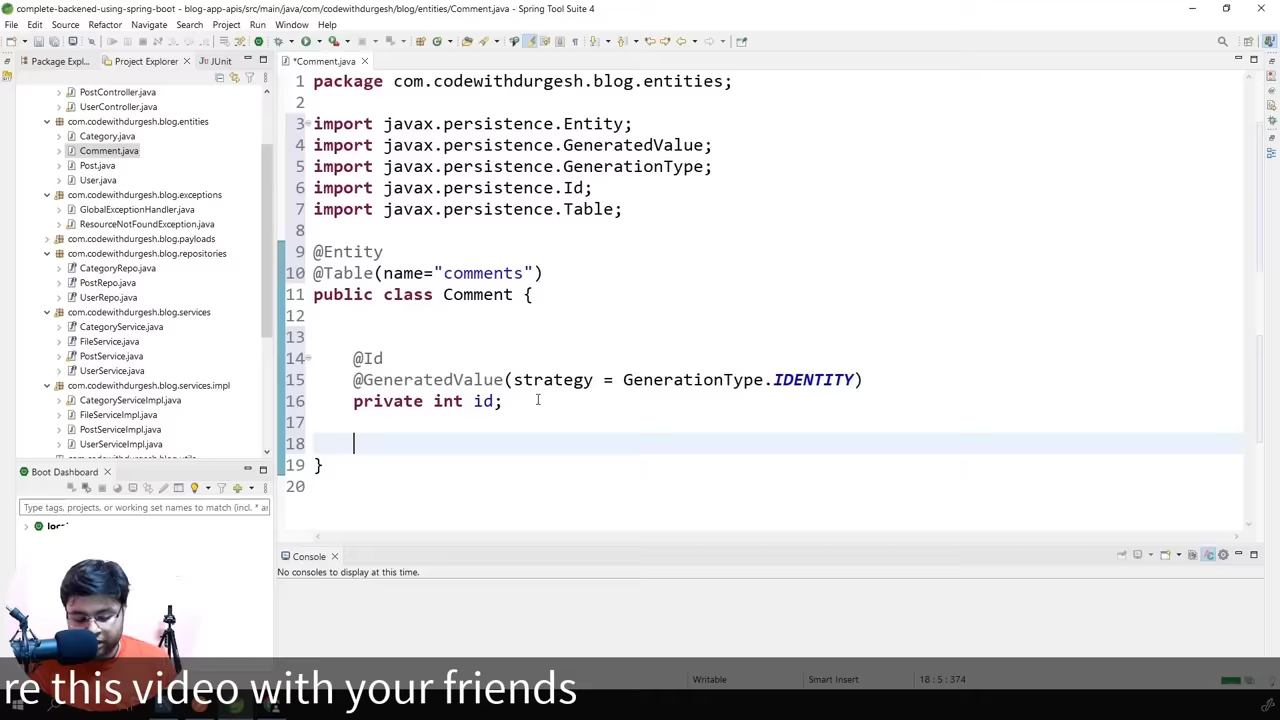 complete-backened-using-spring-boot - blog-app-apis/src/main/java/com/codewithdurgesh/blog/entities/Comment.java - Spring Tool Suite 4
File Edit Source Refactor Navigate Search Project Run Window Help
Package Expl... Project Explorer JUnit
PostController.java
UserController.java
com.codewithdurgesh.blog.entities
Category.java
Comment.java
Post.java
User.java
com.codewithdurgesh.blog.exceptions
GlobalExceptionHandler.java
ResourceNotFoundException.java
com.codewithdurgesh.blog.payloads
com.codewithdurgesh.blog.repositories
CategoryRepo.java
PostRepo.java
UserRepo.java
com.codewithdurgesh.blog.services
CategoryService.java
FileService.java
PostService.java
UserService.java
com.codewithdurgesh.blog.services.impl
CategoryServiceImpl.java
FileServiceImpl.java
PostServiceImpl.java
UserServiceImpl.java
Boot Dashboard
Type tags, projects, or working set names to match (incl. * ar
*Comment.java
1 package com.codewithdurgesh.blog.entities;
2
3 import javax.persistence.Entity;
4 import javax.persistence.GeneratedValue;
5 import javax.persistence.GenerationType;
6 import javax.persistence.Id;
7 import javax.persistence.Table;
8
9 @Entity
10 @Table(name="comments")
11 public class Comment {
12
13
14 @Id
15 @GeneratedValue(strategy = GenerationType.IDENTITY)
16 private int id;
17
18
19 }
20
Console
No consoles to display at this time.
re this video with your friends
Writable Smart Insert 18 : 5 : 374